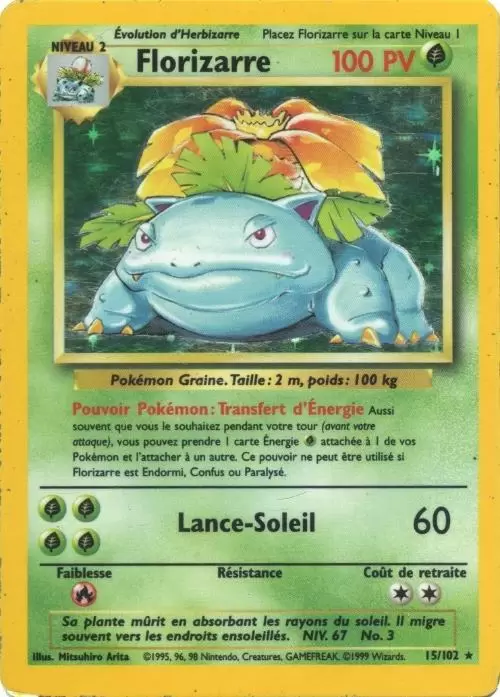 Évolution d'Herbizarre Placez Florizarre sur la carte Niveau 1
NIVEAU 2
Florizarre 100 PV
Pokémon Graine. Taille: 2 m, poids: 100 kg
Pouvoir Pokémon: Transfert d'Énergie Aussi
souvent que vous le souhaitez pendant votre tour (avant votre
attaque), vous pouvez prendre 1 carte Énergie attachée à 1 de vos
Pokémon et l'attacher à un autre. Ce pouvoir ne peut être utilisé si
Florizarre est Endormi, Confus ou Paralysé.
Lance-Soleil 60
Faiblesse Résistance Coût de retraite
Sa plante mûrit en absorbant les rayons du soleil. Il migre
souvent vers les endroits ensoleillés. NIV. 67 No. 3
Illus. Mitsuhiro Arita ©1995, 96, 98 Nintendo, Creatures, GAMEFREAK. ©1999 Wizards. 15/102 ★